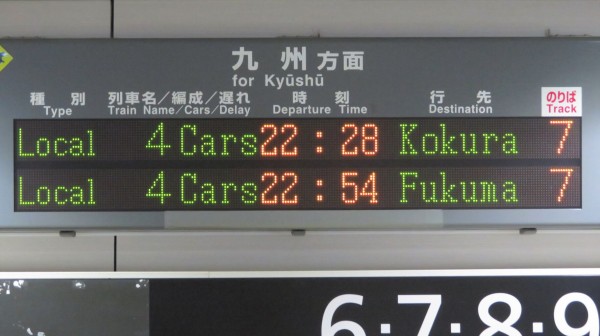 九州方面
for Kyūshū
種別 列車名／編成／遅れ 時刻 行先 のりば
Type Train Name/Cars/Delay Departure Time Destination Track
Local 4 Cars 22:28 Kokura 7
Local 4 Cars 22:54 Fukuma 7
6・7・8・9